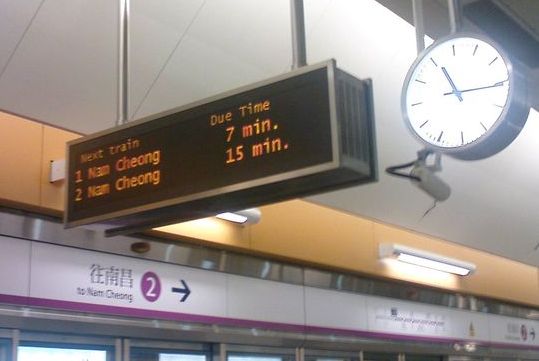 Next train Due Time
1 Nam Cheong 7 min.
2 Nam Cheong 15 min.
往南昌
to Nam Cheong
2